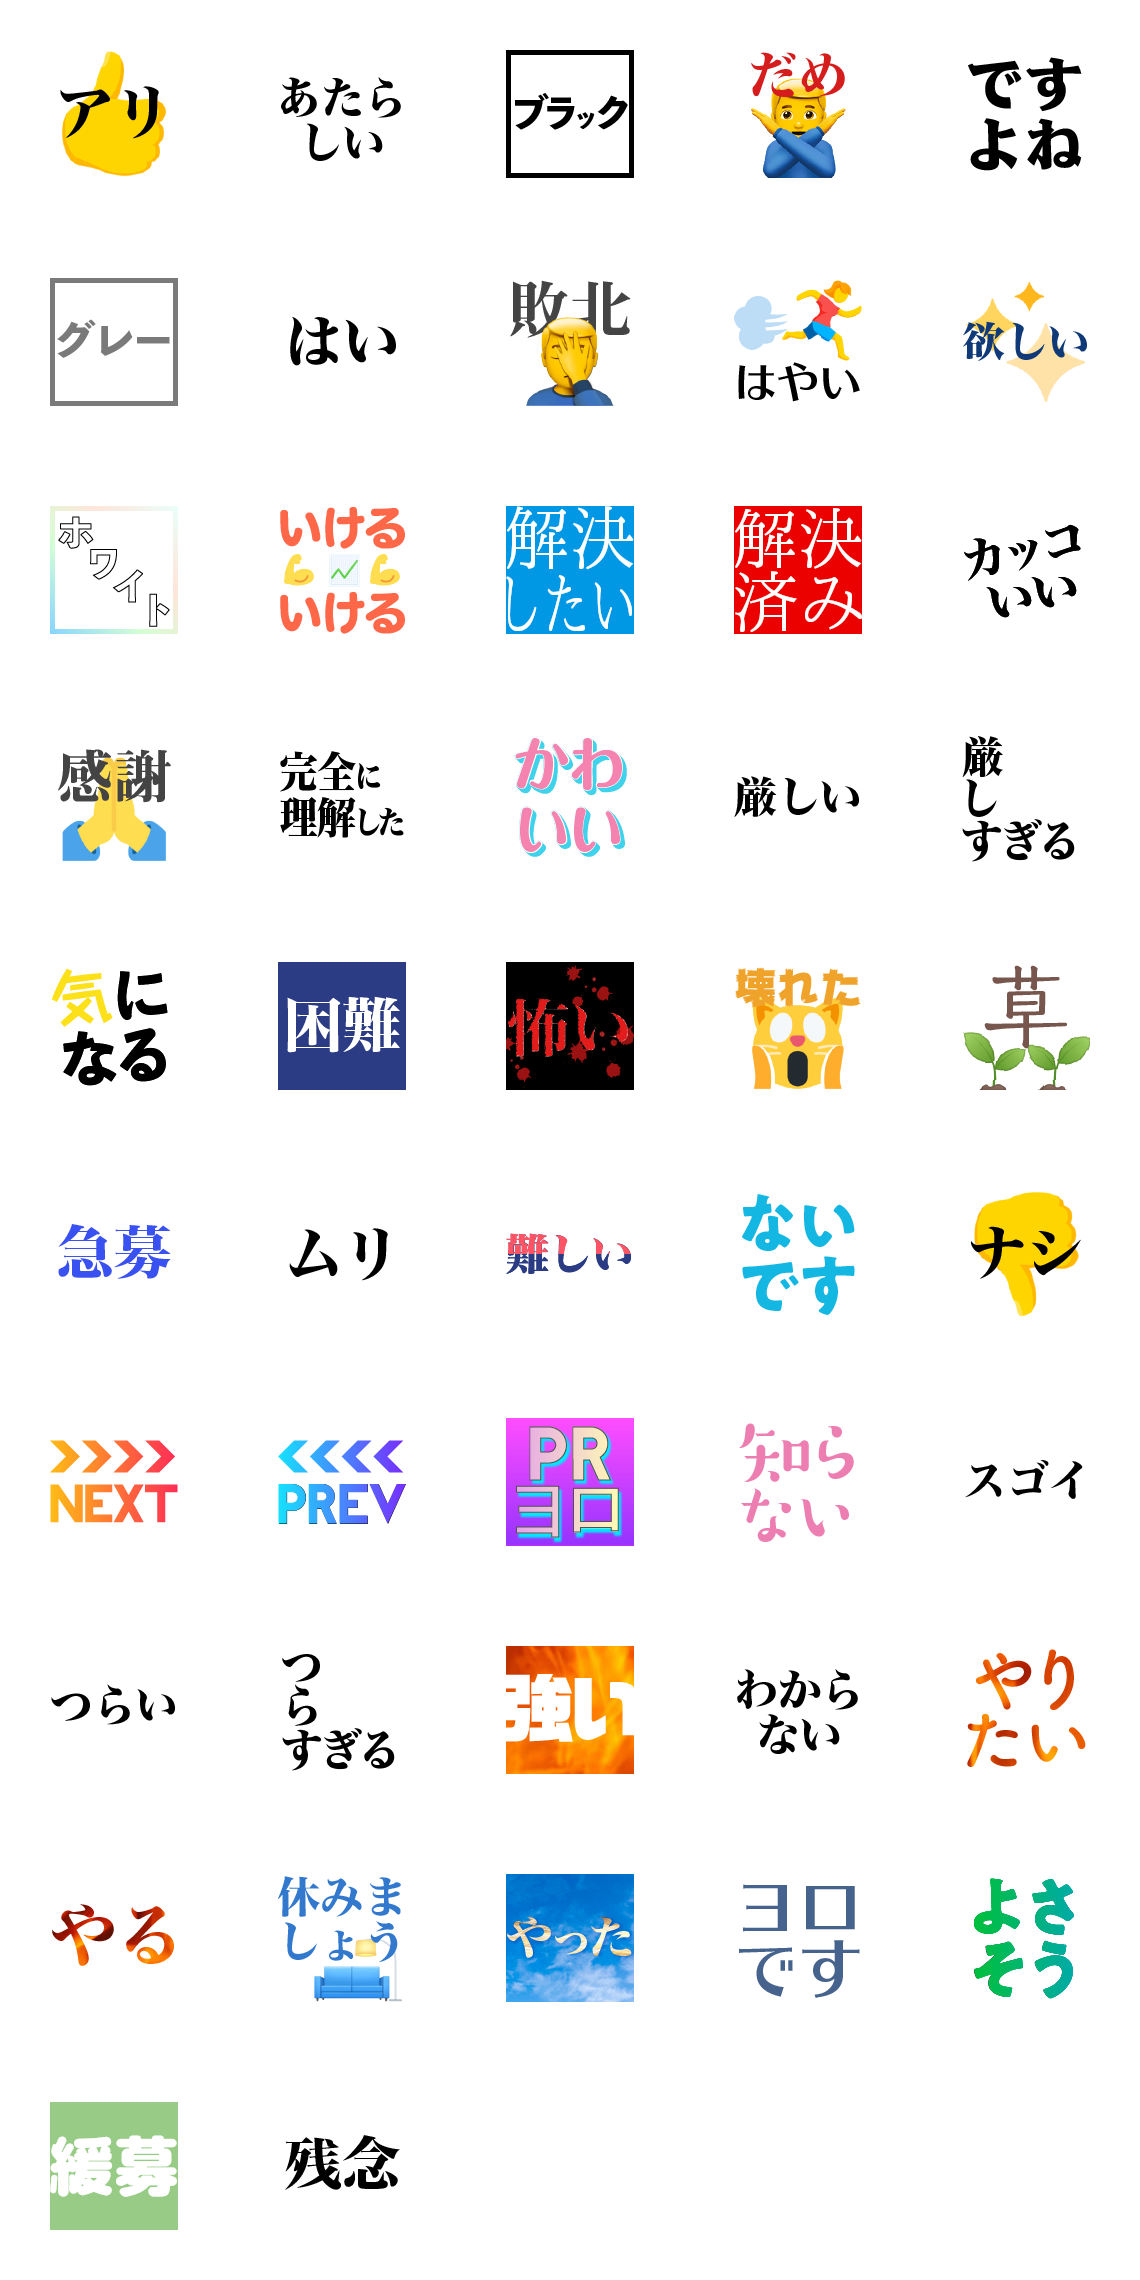 アリ
あたら
しい
ブラック
だめ
です
よね
グレー
はい
敗北
はやい
欲しい
ホワイト
いける
いける
解決
したい
解決
済み
カッコ
いい
感謝
完全に
理解した
かわ
いい
厳しい
厳
し
すぎる
気に
なる
困難
怖い
壊れた
草
急募
ムリ
難しい
ない
です
ナシ
NEXT
PREV
PR
ヨロ
知ら
ない
スゴイ
つらい
つ
ら
すぎる
強い
わから
ない
やり
たい
やる
休みま
しょう
やった
ヨロ
です
よさ
そう
緩募
残念